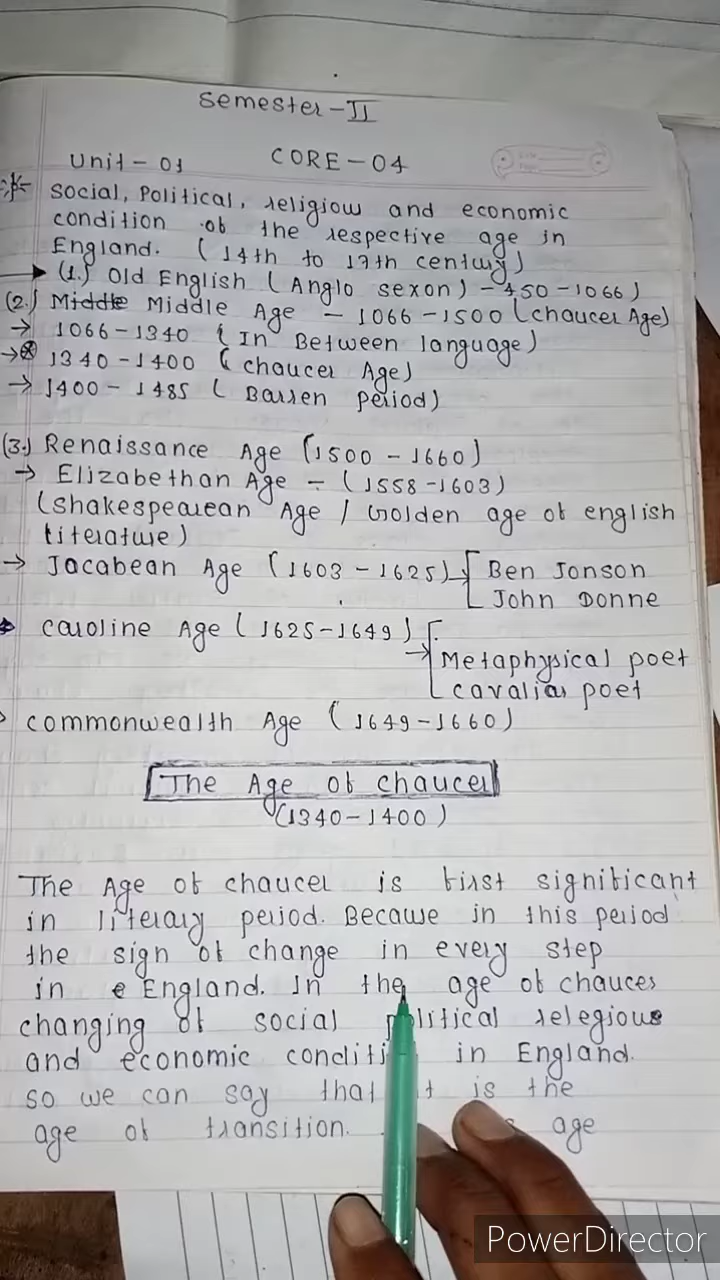 Semester-II
Unit-01 CORE-04
Social, Political, religiow and economic
condition of the respective age in
England. (14th to 17th century)
(1.) Old English (Anglo sexon) - 450-1066)
(2.) Middle Middle Age - 1066-1500 (Chaucer Age)
→ 1066-1340 (In Between language)
→ 1340-1400 (Chaucer Age)
→ 1400-1485 (Barren Period)
(3.) Renaissance Age (1500-1660)
→ Elizabethan Age - (1558-1603)
(Shakespearean Age / Golden age of english
literature)
→ Jacabean Age (1603-1625) → [Ben Jonson
John Donne
Caroline Age (1625-1649) [
→ Metaphysical poet
cavaliar poet
commonwealth Age (1649-1660)
The Age of chaucer
(1340-1400)
The Age of chaucer is first significant
in literary period. Because in this period
the sign of change in every step
in e England. In the age of chaucer
changing of social political relegious
and economic conditi in England.
so we can say that it is the
age of transition. age
PowerDirector